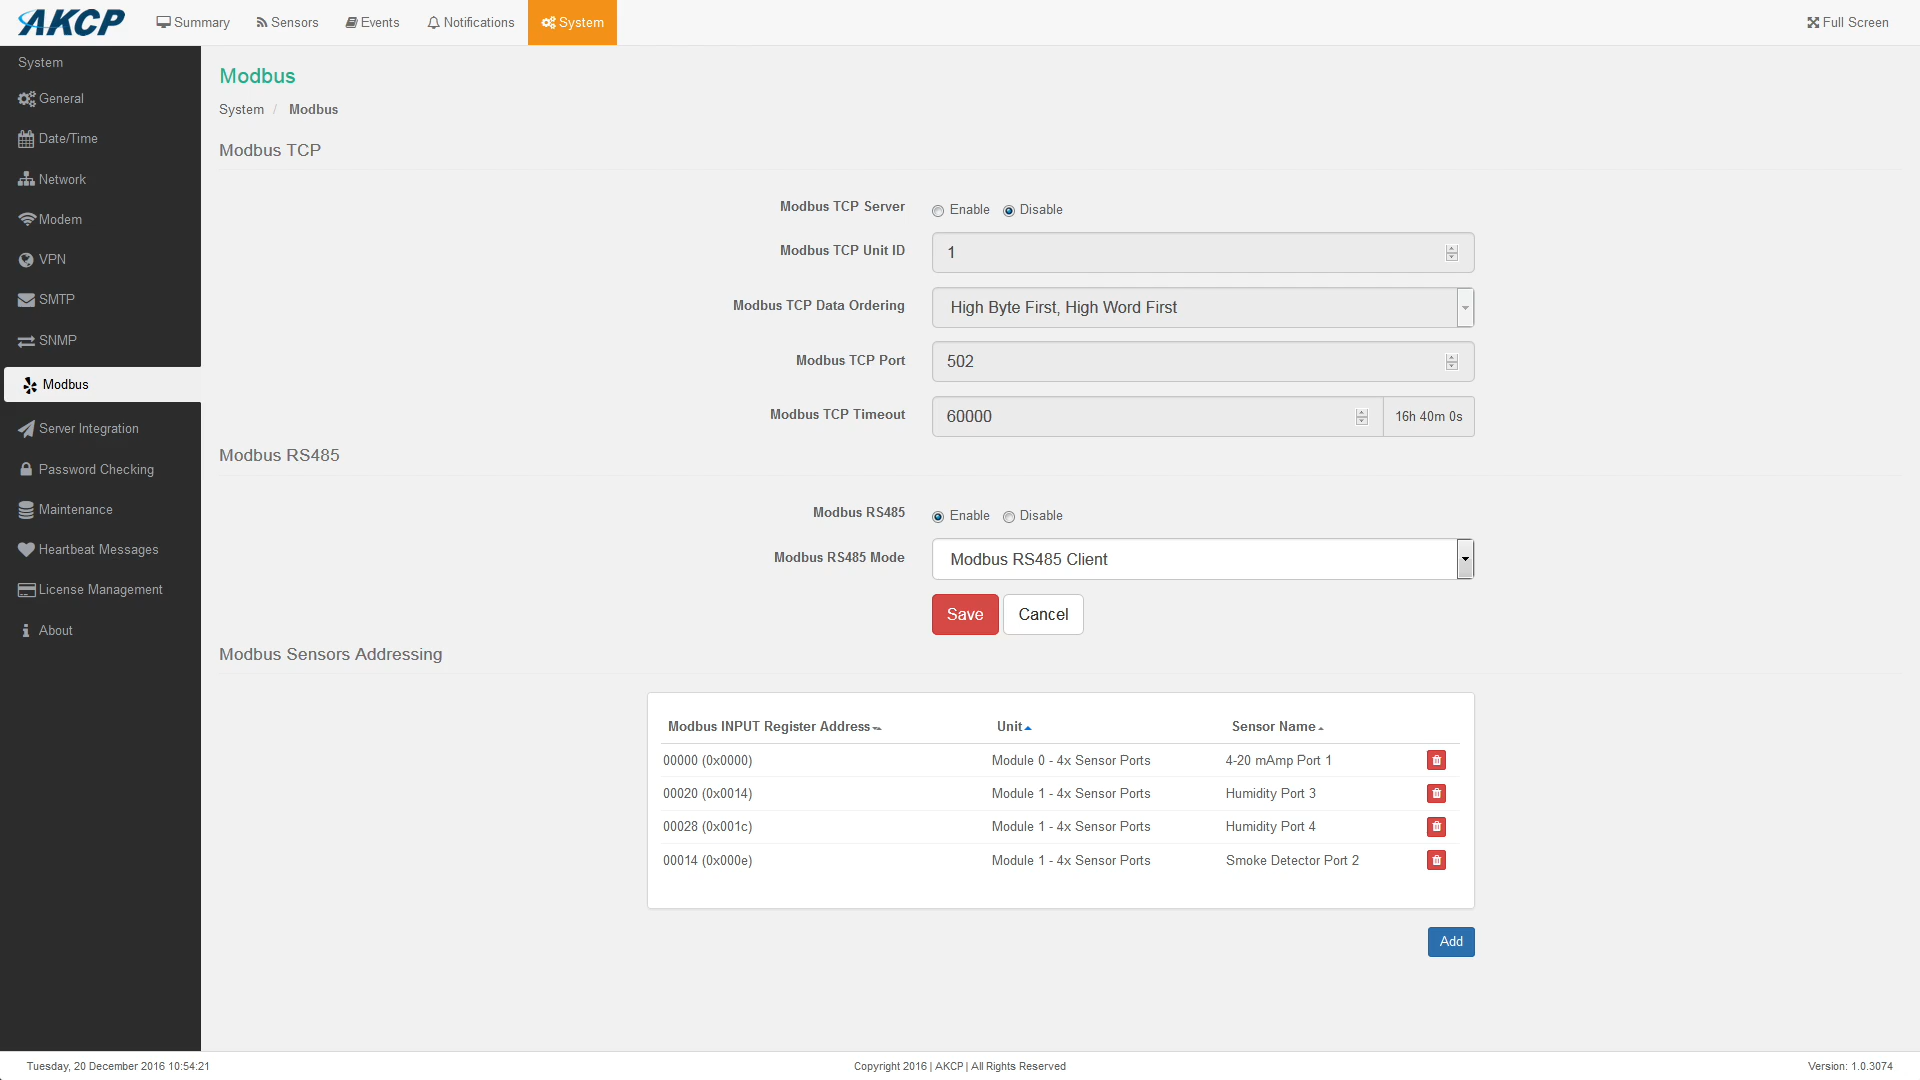 AKCP
Summary
Sensors
Events
Notifications
System
Full Screen
System
General
Date/Time
Network
Modem
VPN
SMTP
SNMP
Modbus
Server Integration
Password Checking
Maintenance
Heartbeat Messages
License Management
About
Modbus
System / Modbus
Modbus TCP
Modbus TCP Server Enable Disable
Modbus TCP Unit ID 1
Modbus TCP Data Ordering High Byte First, High Word First
Modbus TCP Port 502
Modbus TCP Timeout 60000 16h 40m 0s
Modbus RS485
Modbus RS485 Enable Disable
Modbus RS485 Mode Modbus RS485 Client
Save Cancel
Modbus Sensors Addressing
Modbus INPUT Register Address Unit Sensor Name
00000 (0x0000) Module 0 - 4x Sensor Ports 4-20 mAmp Port 1
00020 (0x0014) Module 1 - 4x Sensor Ports Humidity Port 3
00028 (0x001c) Module 1 - 4x Sensor Ports Humidity Port 4
00014 (0x000e) Module 1 - 4x Sensor Ports Smoke Detector Port 2
Add
Tuesday, 20 December 2016 10:54:21
Copyright 2016 | AKCP | All Rights Reserved
Version: 1.0.3074